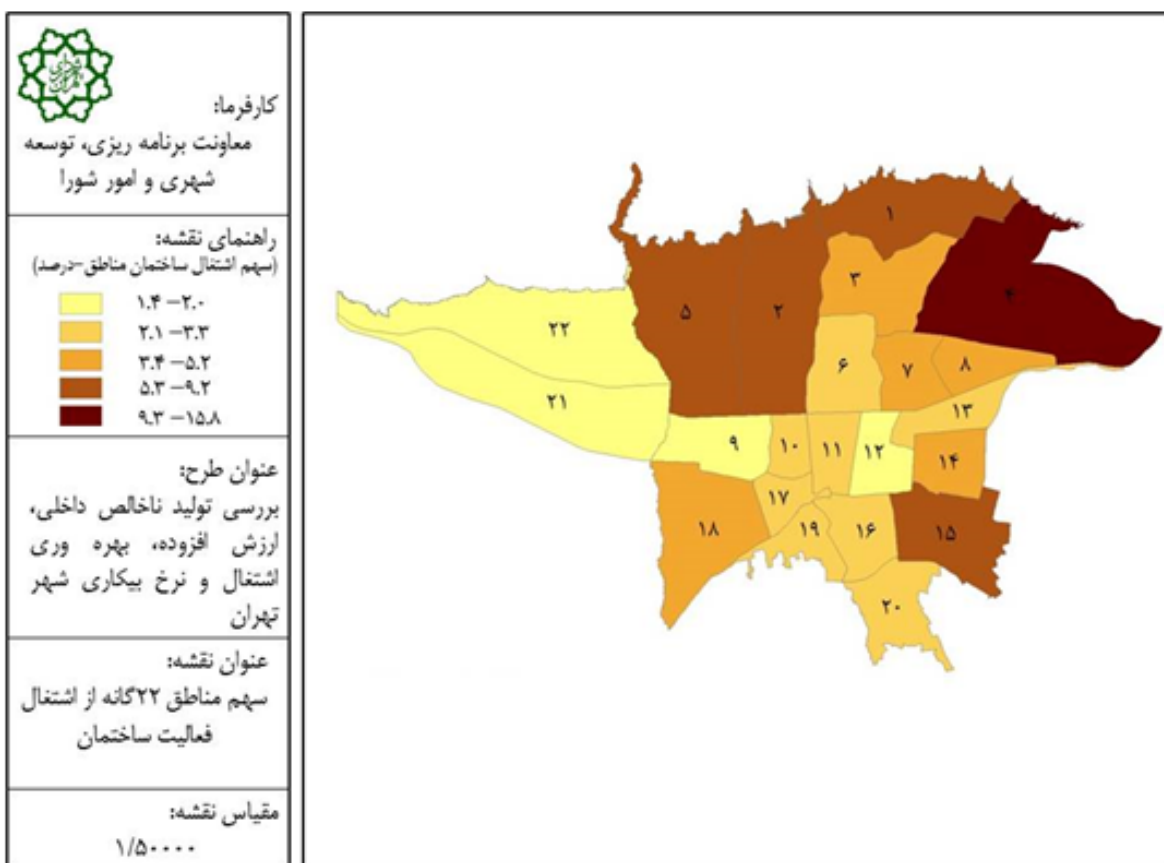 کارفرما:
معاونت برنامه ریزی، توسعه
شهری و امور شورا
راهنمای نقشه:
(سهم اشتغال ساختمان مناطق-درصد)
۱.۴ – ۲.۰
۲.۱ – ۳.۳
۳.۴ – ۵.۲
۵.۳ – ۹.۲
۹.۳ – ۱۵.۸
عنوان طرح:
بررسی تولید ناخالص داخلی،
ارزش افزوده، بهره وری
اشتغال و نرخ بیکاری شهر
تهران
عنوان نقشه:
سهم مناطق ۲۲گانه از اشتغال
فعالیت ساختمان
مقیاس نقشه:
۱/۵۰۰۰۰
۱
۳
۴
۵
۲
۲۲
۶
۷
۸
۲۱
۱۳
۹
۱۰
۱۱
۱۲
۱۴
۱۷
۱۸
۱۹
۱۶
۱۵
۲۰